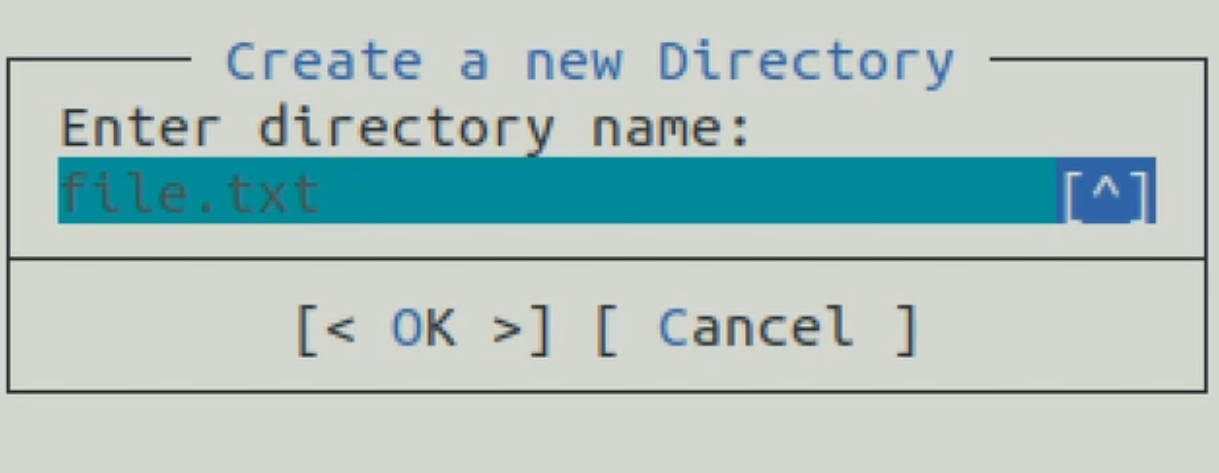 Create a new Directory
Enter directory name:
file.txt [^]
[< OK >] [ Cancel ]